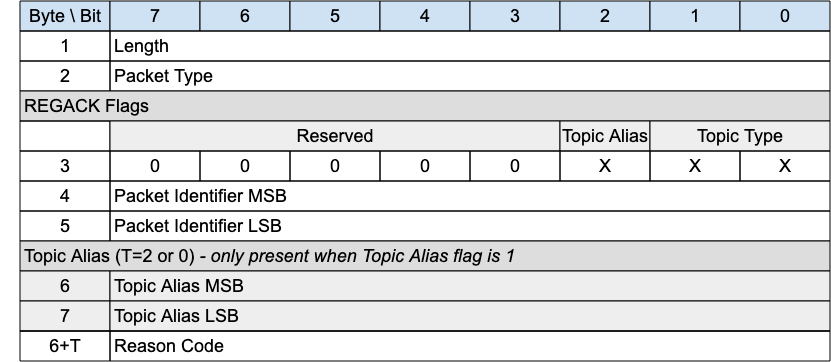 Byte \ Bit 7 6 5 4 3 2 1 0
1 Length
2 Packet Type
REGACK Flags
Reserved Topic Alias Topic Type
3 0 0 0 0 0 X X X
4 Packet Identifier MSB
5 Packet Identifier LSB
Topic Alias (T=2 or 0) - only present when Topic Alias flag is 1
6 Topic Alias MSB
7 Topic Alias LSB
6+T Reason Code